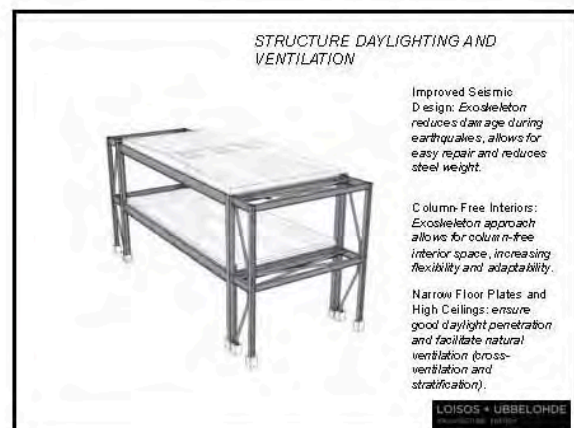 STRUCTURE DAYLIGHTING AND
VENTILATION
Improved Seismic
Design: Exoskeleton
reduces damage during
earthquakes, allows for
easy repair and reduces
steel weight.
Column-Free Interiors:
Exoskeleton approach
allows for column-free
interior space, increasing
flexibility and adaptability.
Narrow Floor Plates and
High Ceilings: ensure
good daylight penetration
and facilitate natural
ventilation (cross-
ventilation and
stratification).
LOISOS + UBBELOHDE